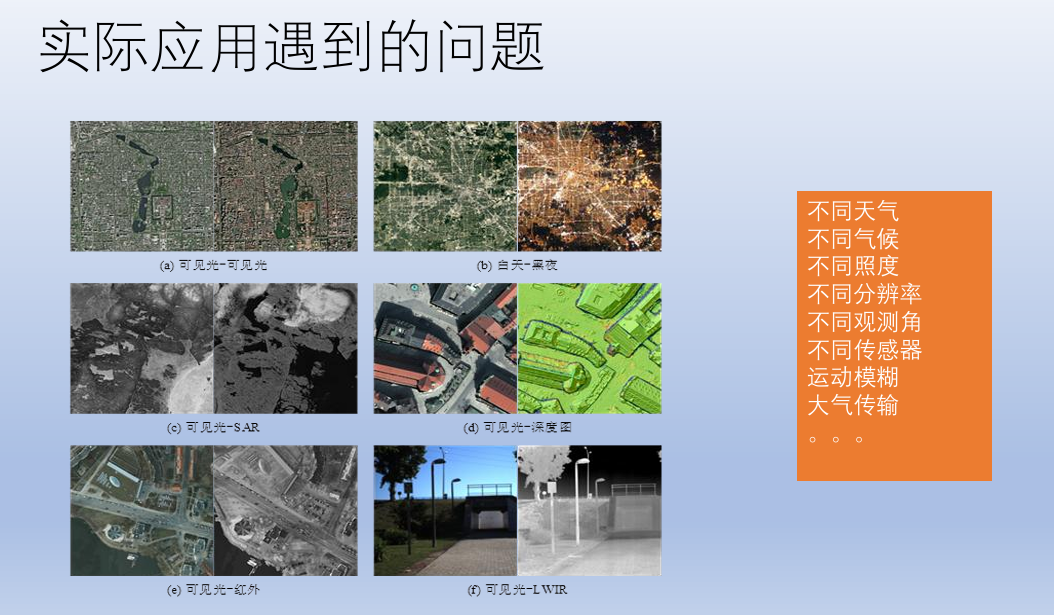 实际应用遇到的问题
(a) 可见光-可见光
(b) 白天-黑夜
(c) 可见光-SAR
(d) 可见光-深度图
(e) 可见光-红外
(f) 可见光-LWIR
不同天气
不同气候
不同照度
不同分辨率
不同观测角
不同传感器
运动模糊
大气传输
。。。